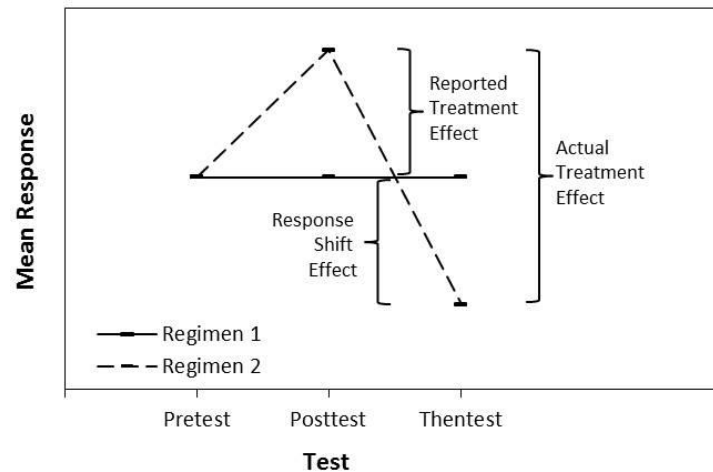 Mean Response
Reported
Treatment
Effect
Actual
Treatment
Effect
Response
Shift
Effect
Regimen 1
Regimen 2
Pretest
Posttest
Thentest
Test